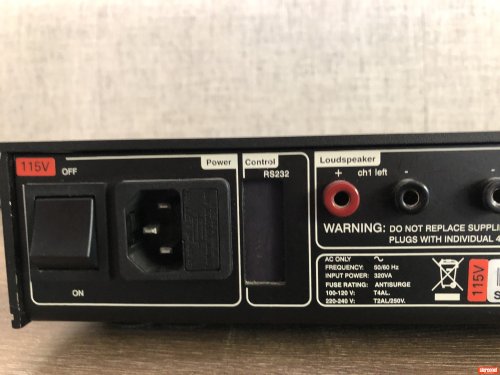 115V
OFF
ON
Power
Control
RS232
Loudspeaker
+ ch1 left - -
WARNING: DO NOT REPLACE SUPPLI
PLUGS WITH INDIVIDUAL 4
AC ONLY
FREQUENCY: 50/60 Hz
INPUT POWER: 320VA
FUSE RATING: ANTISURGE
100-120 V: T4AL.
220-240 V: T2AL/250V.
115V